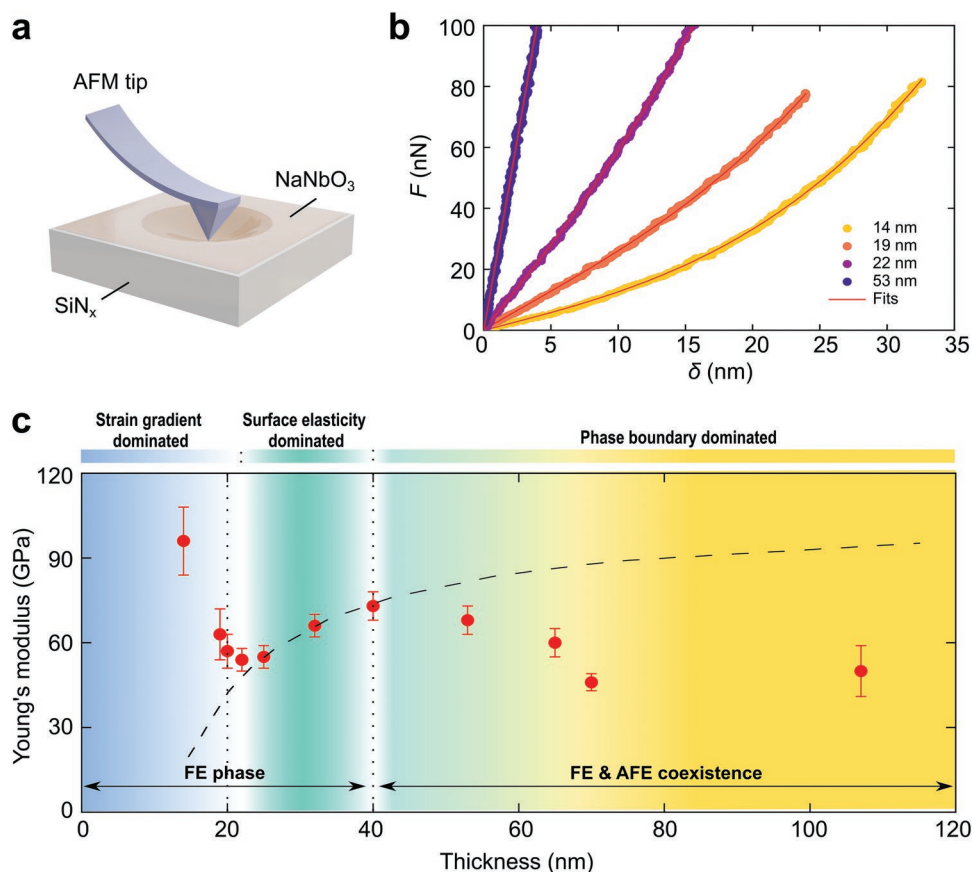 a
AFM tip
NaNbO₃
SiNₓ
b
100
80
60
40
20
0
F (nN)
0 5 10 15 20 25 30 35
δ (nm)
14 nm
19 nm
22 nm
53 nm
Fits
c
Strain gradient
dominated
Surface elasticity
dominated
Phase boundary dominated
120
90
60
30
0
Young's modulus (GPa)
FE phase
FE & AFE coexistence
0 20 40 60 80 100 120
Thickness (nm)